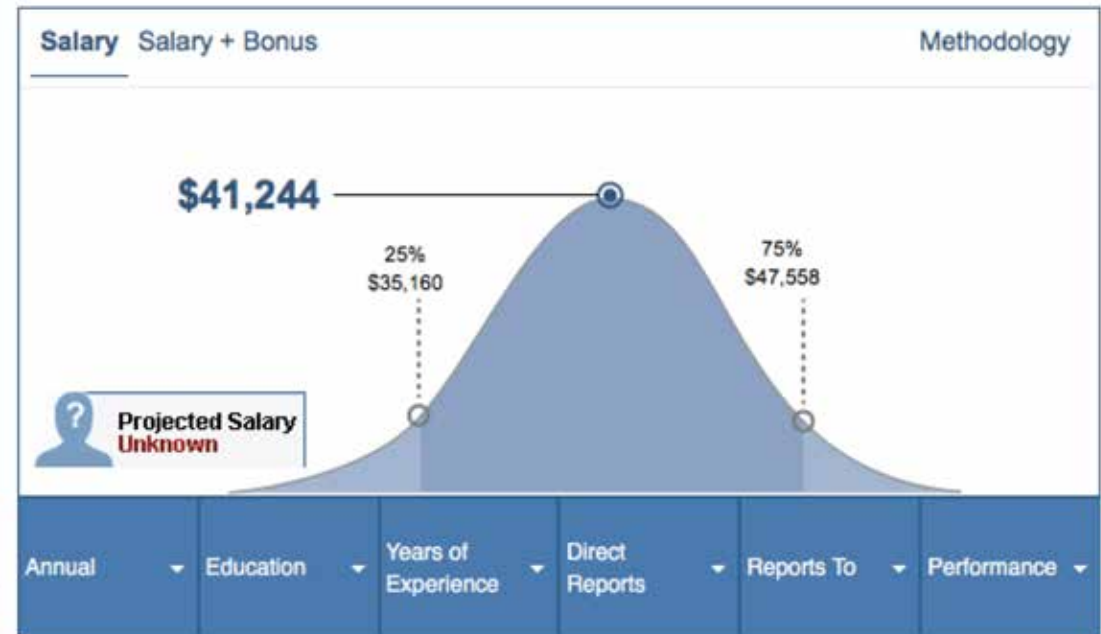 Salary Salary + Bonus Methodology
$41,244
25%
$35,160
75%
$47,558
?
Projected Salary
Unknown
Annual
Education
Years of
Experience
Direct
Reports
Reports To
Performance